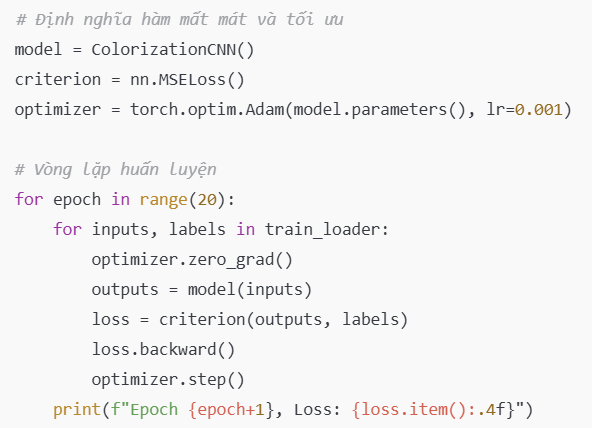 # Định nghĩa hàm mất mát và tối ưu
model = ColorizationCNN()
criterion = nn.MSELoss()
optimizer = torch.optim.Adam(model.parameters(), lr=0.001)

# Vòng lặp huấn luyện
for epoch in range(20):
    for inputs, labels in train_loader:
        optimizer.zero_grad()
        outputs = model(inputs)
        loss = criterion(outputs, labels)
        loss.backward()
        optimizer.step()
    print(f"Epoch {epoch+1}, Loss: {loss.item():.4f}")